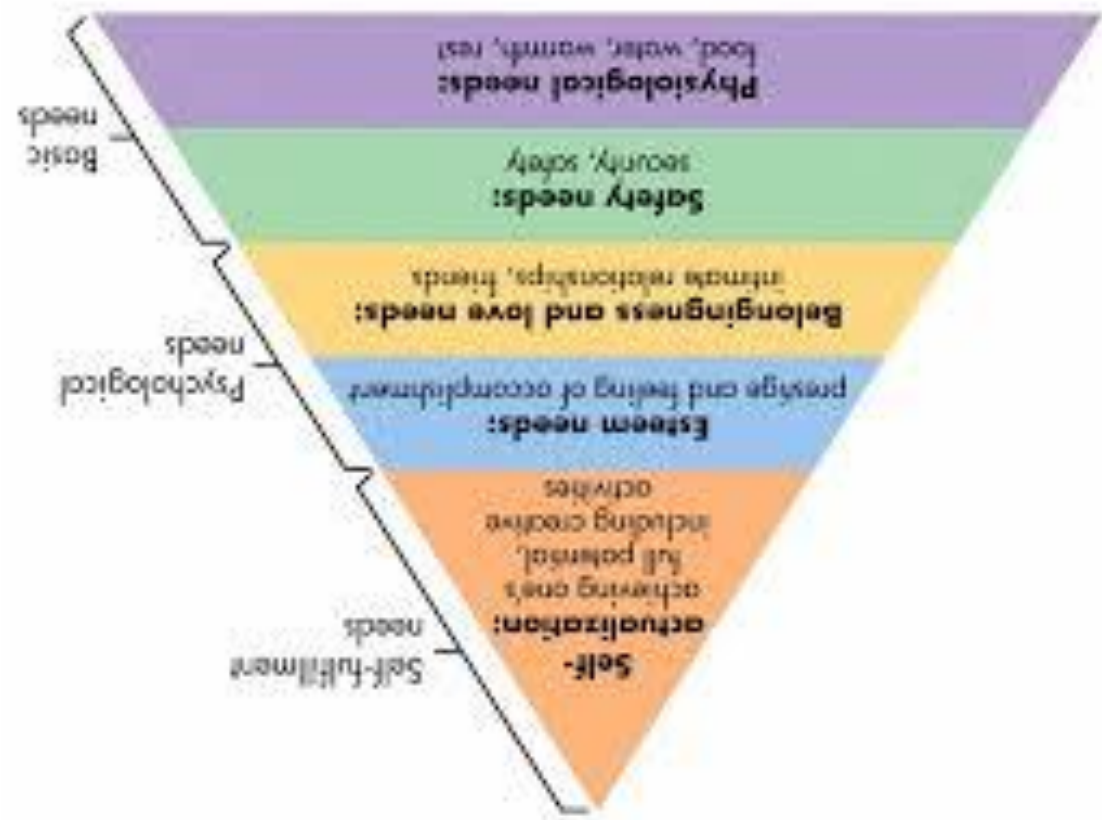 Self-
actualization:
achieving one's
full potential,
including creative
activities
Self-fulfillment
needs
Esteem needs:
prestige and feeling of accomplishment
Belongingness and love needs:
intimate relationships, friends
Psychological
needs
Safety needs:
security, safety
Physiological needs:
food, water, warmth, rest
Basic
needs